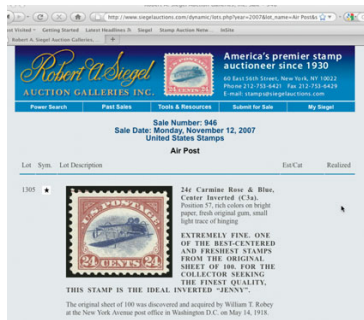 http://www.siegelauctions.com/dynamic/lots.php?year=2007&lot_name=Air Post&s
Most Visited Getting Started Latest Headlines Siegel Stamp Auction Netw... InSite
Robert A. Siegel Auction Galleries...
Robert A. Siegel
AUCTION GALLERIES INC.
America's premier stamp
auctioneer since 1930
60 East 56th Street, New York, NY 10022
Phone 212-753-6421 Fax 212-753-6429
E-mail: stamps@siegelauctions.com
Power Search Past Sales Tools & Resources Submit for Sale My Siegel
Sale Number: 946
Sale Date: Monday, November 12, 2007
United States Stamps
Air Post
Lot Sym. Lot Description Est/Cat Realized
1305
U.S. POSTAGE
24 CENTS 24
24¢ Carmine Rose & Blue,
Center Inverted (C3a).
Position 57, rich colors on bright
paper, fresh original gum, small
light trace of hinging
EXTREMELY FINE. ONE
OF THE BEST-CENTERED
AND FRESHEST STAMPS
FROM THE ORIGINAL
SHEET OF 100. FOR THE
COLLECTOR SEEKING
THE FINEST QUALITY,
THIS STAMP IS THE IDEAL INVERTED "JENNY".
The original sheet of 100 was discovered and acquired by William T. Robey
at the New York Avenue post office in Washington D.C. on May 14, 1918.